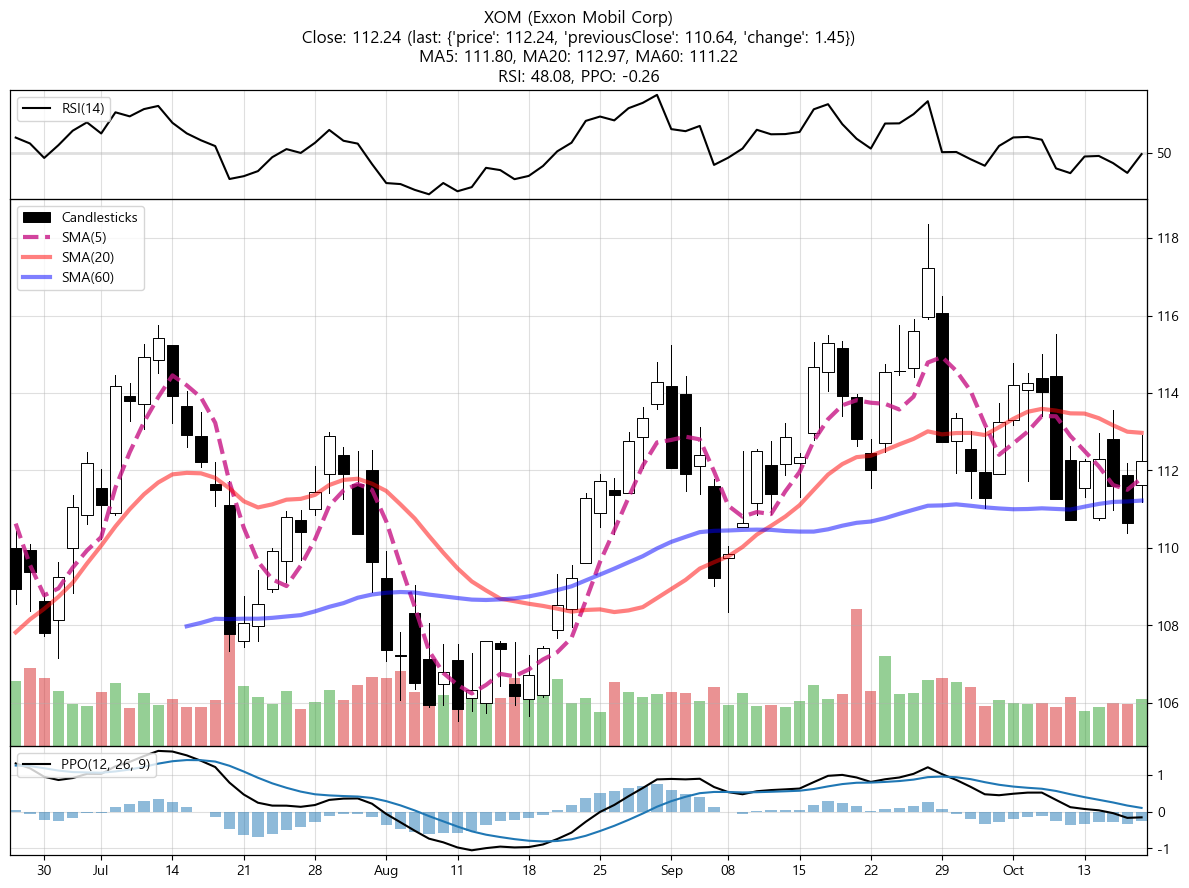 XOM (Exxon Mobil Corp)
Close: 112.24 (last: {'price': 112.24, 'previousClose': 110.64, 'change': 1.45})
MA5: 111.80, MA20: 112.97, MA60: 111.22
RSI: 48.08, PPO: -0.26
RSI(14)
50
Candlesticks
SMA(5)
SMA(20)
SMA(60)
118
116
114
112
110
108
106
PPO(12, 26, 9)
1
0
-1
30 Jul 14 21 28 Aug 11 18 25 Sep 08 15 22 29 Oct 13